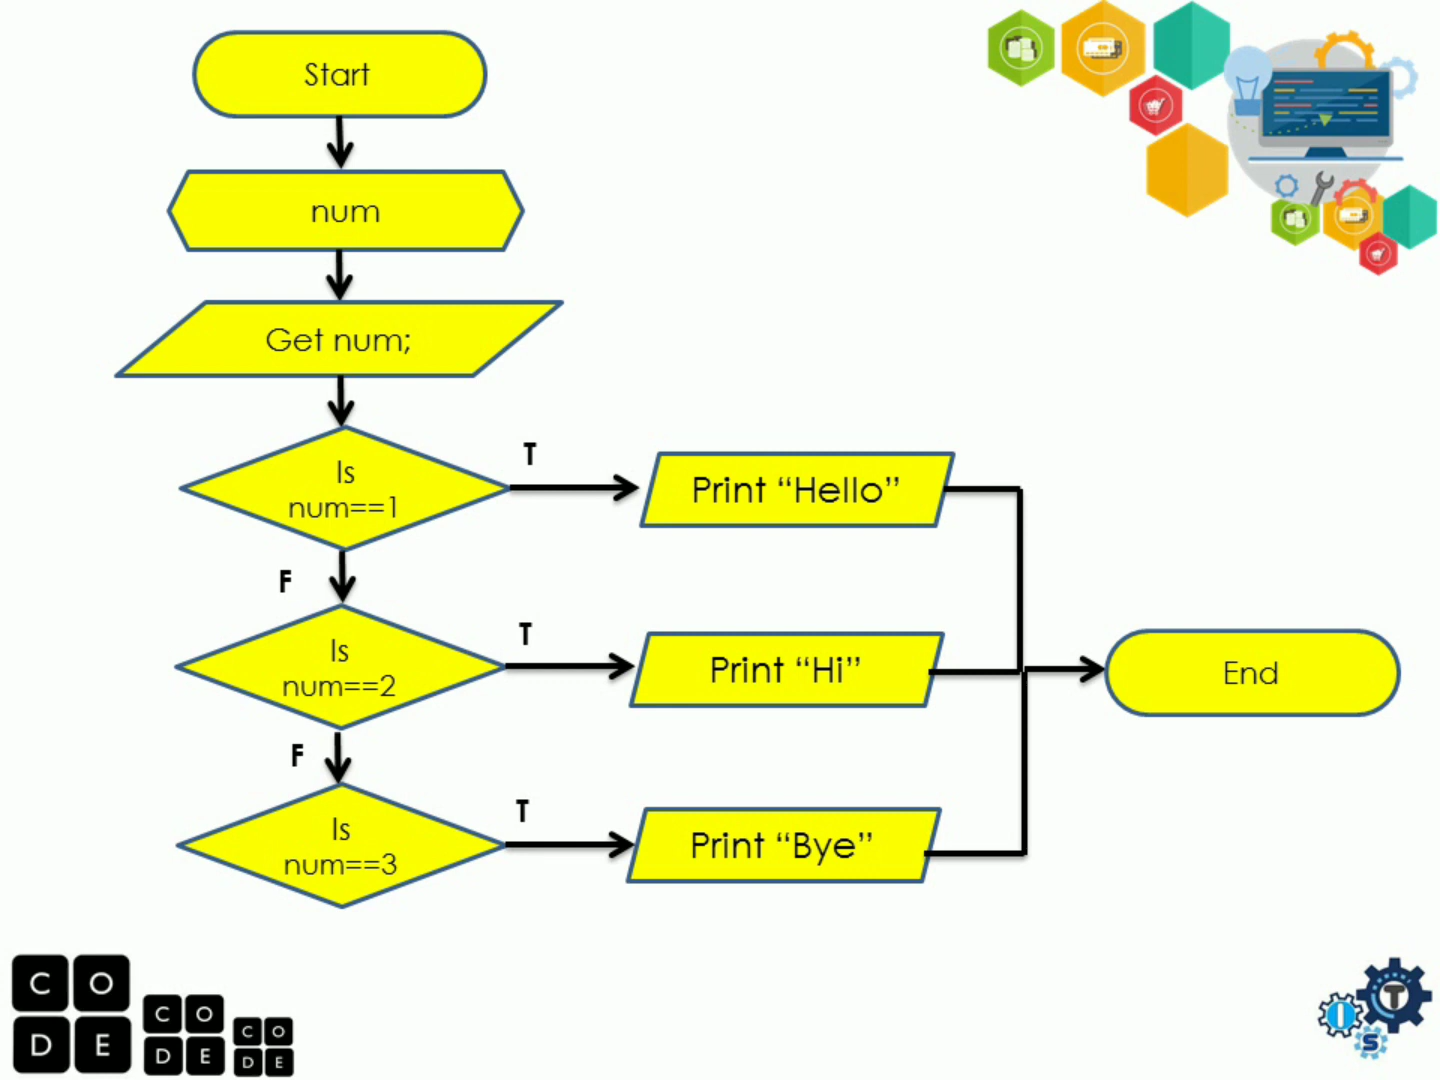 Start
num
Get num;
Is
num==1
T
Print “Hello”
F
Is
num==2
T
Print “Hi”
End
F
Is
num==3
T
Print “Bye”
C O
D E
C O
D E
C O
D E
I T
S